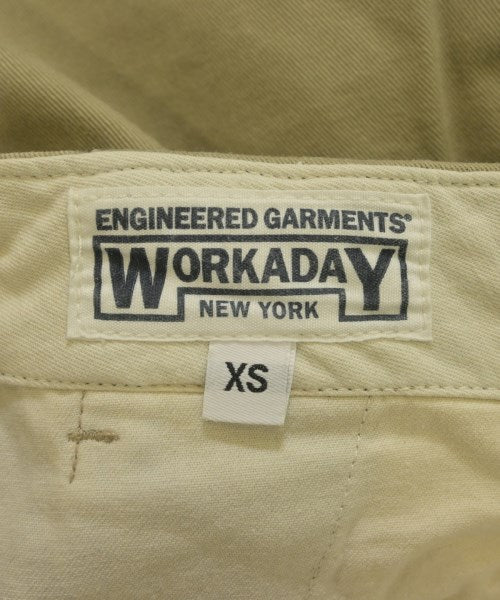 ENGINEERED GARMENTS®
WORKADAY
NEW YORK
XS